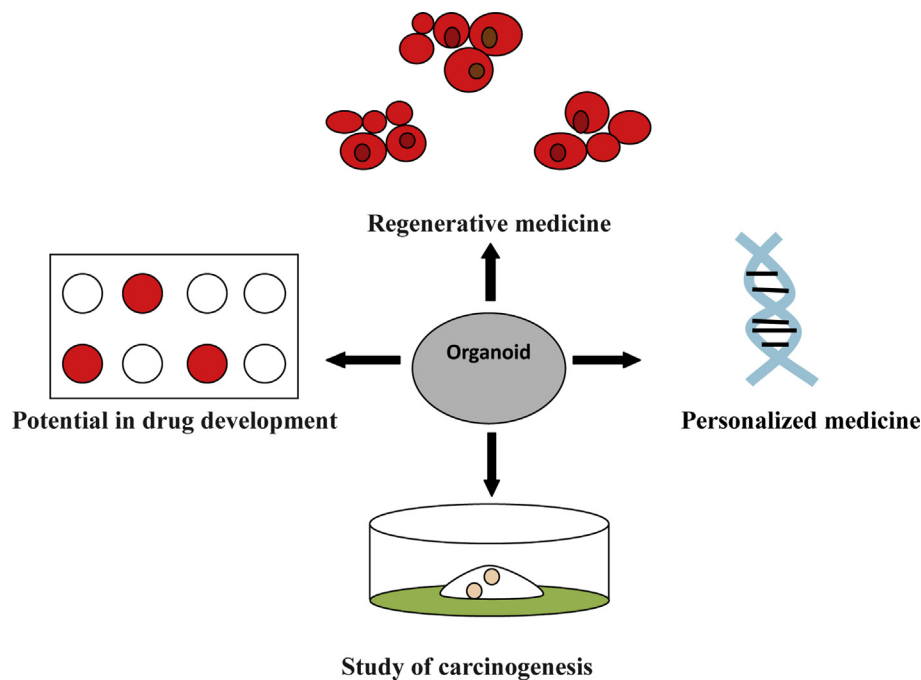 Regenerative medicine
Organoid
Potential in drug development
Personalized medicine
Study of carcinogenesis